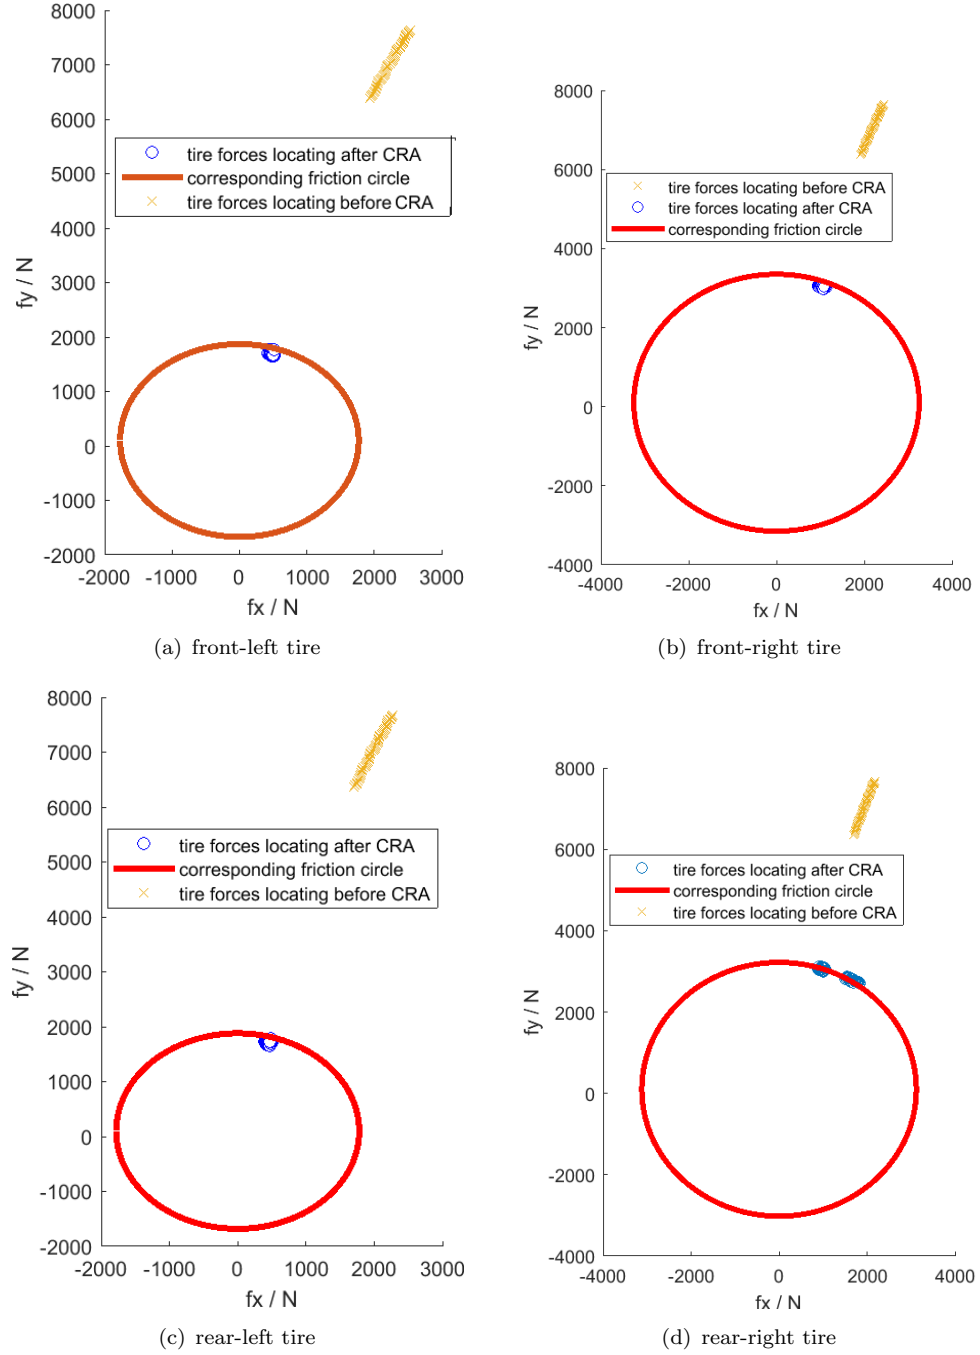 8000
7000
6000
5000
4000
3000
2000
1000
0
-1000
-2000
-2000 -1000 0 1000 2000 3000
fy / N
fx / N
tire forces locating after CRA
corresponding friction circle
tire forces locating before CRA
(a) front-left tire
8000
6000
4000
2000
0
-2000
-4000
-4000 -2000 0 2000 4000
fy / N
fx / N
tire forces locating before CRA
tire forces locating after CRA
corresponding friction circle
(b) front-right tire
8000
7000
6000
5000
4000
3000
2000
1000
0
-1000
-2000
-2000 -1000 0 1000 2000 3000
fy / N
fx / N
tire forces locating after CRA
corresponding friction circle
tire forces locating before CRA
(c) rear-left tire
8000
6000
4000
2000
0
-2000
-4000
-4000 -2000 0 2000 4000
fy / N
fx / N
tire forces locating after CRA
corresponding friction circle
tire forces locating before CRA
(d) rear-right tire